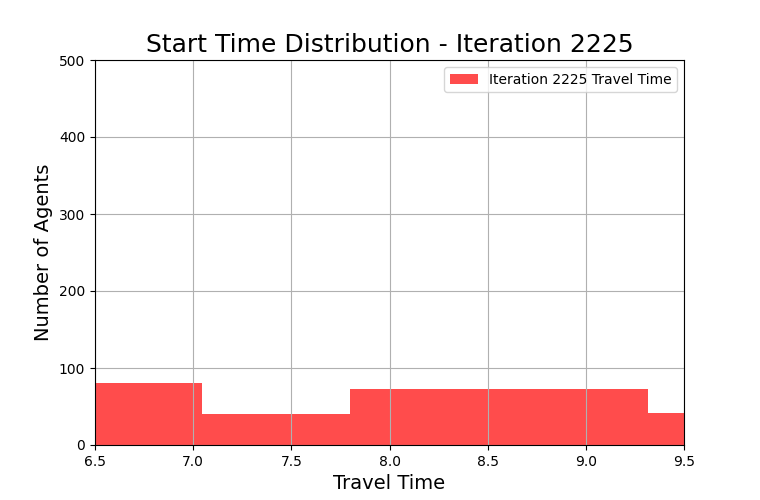 Start Time Distribution - Iteration 2225
Iteration 2225 Travel Time
Number of Agents
500
400
300
200
100
0
6.5 7.0 7.5 8.0 8.5 9.0 9.5
Travel Time